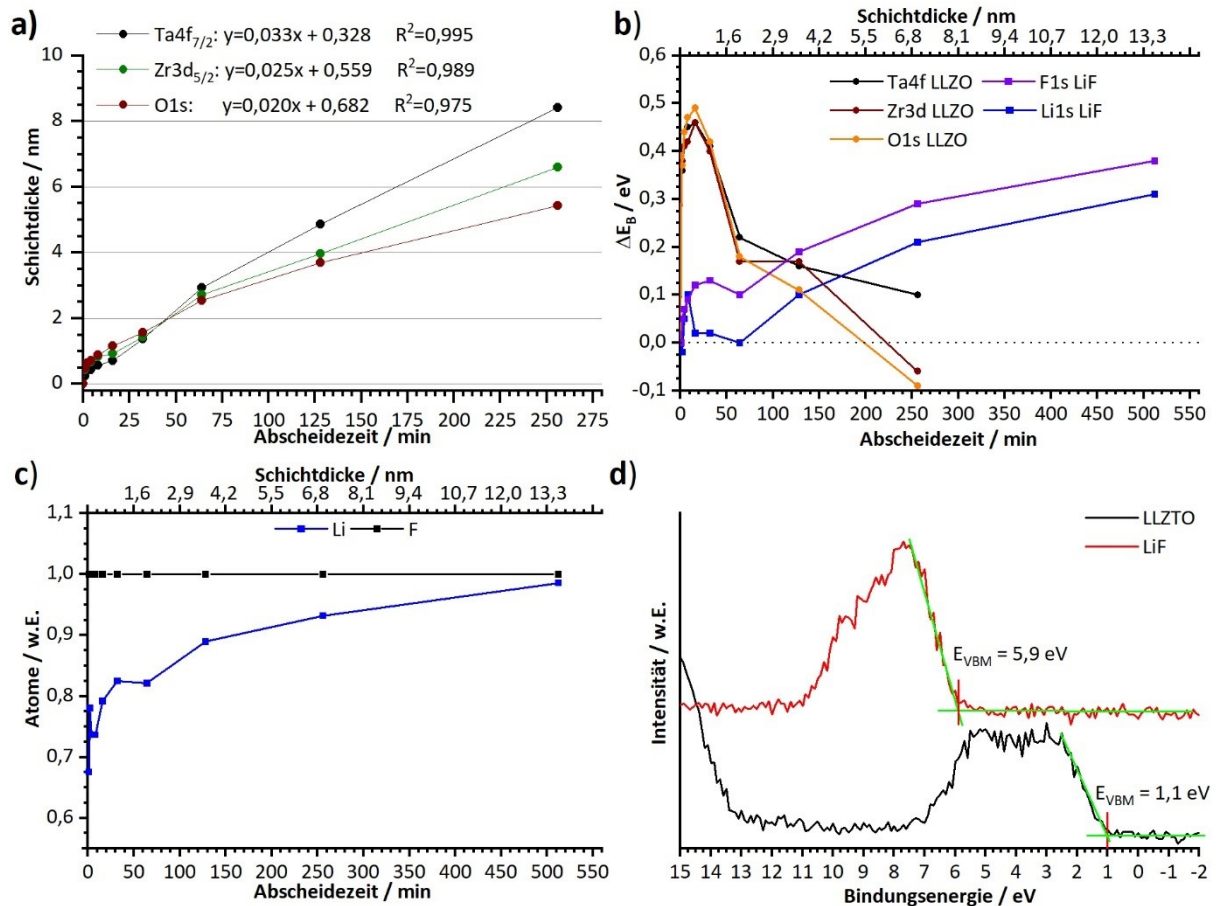 a)
Ta4f7/2: y=0,033x + 0,328 R²=0,995
Zr3d5/2: y=0,025x + 0,559 R²=0,989
O1s: y=0,020x + 0,682 R²=0,975
Schichtdicke / nm
10
8
6
4
2
0
0 25 50 75 100 125 150 175 200 225 250 275
Abscheidezeit / min
b)
Schichtdicke / nm
1,6 2,9 4,2 5,5 6,8 8,1 9,4 10,7 12,0 13,3
Ta4f LLZO F1s LiF
Zr3d LLZO Li1s LiF
O1s LLZO
ΔEB / eV
0,6
0,5
0,4
0,3
0,2
0,1
0,0
-0,1
0 50 100 150 200 250 300 350 400 450 500 550
Abscheidezeit / min
c)
Schichtdicke / nm
1,6 2,9 4,2 5,5 6,8 8,1 9,4 10,7 12,0 13,3
Li F
Atome / w.E.
1,1
1,0
0,9
0,8
0,7
0,6
0 50 100 150 200 250 300 350 400 450 500 550
Abscheidezeit / min
d)
LLZTO
LiF
EVBM = 5,9 eV
EVBM = 1,1 eV
Intensität / w.E.
15 14 13 12 11 10 9 8 7 6 5 4 3 2 1 0 -1 -2
Bindungsenergie / eV